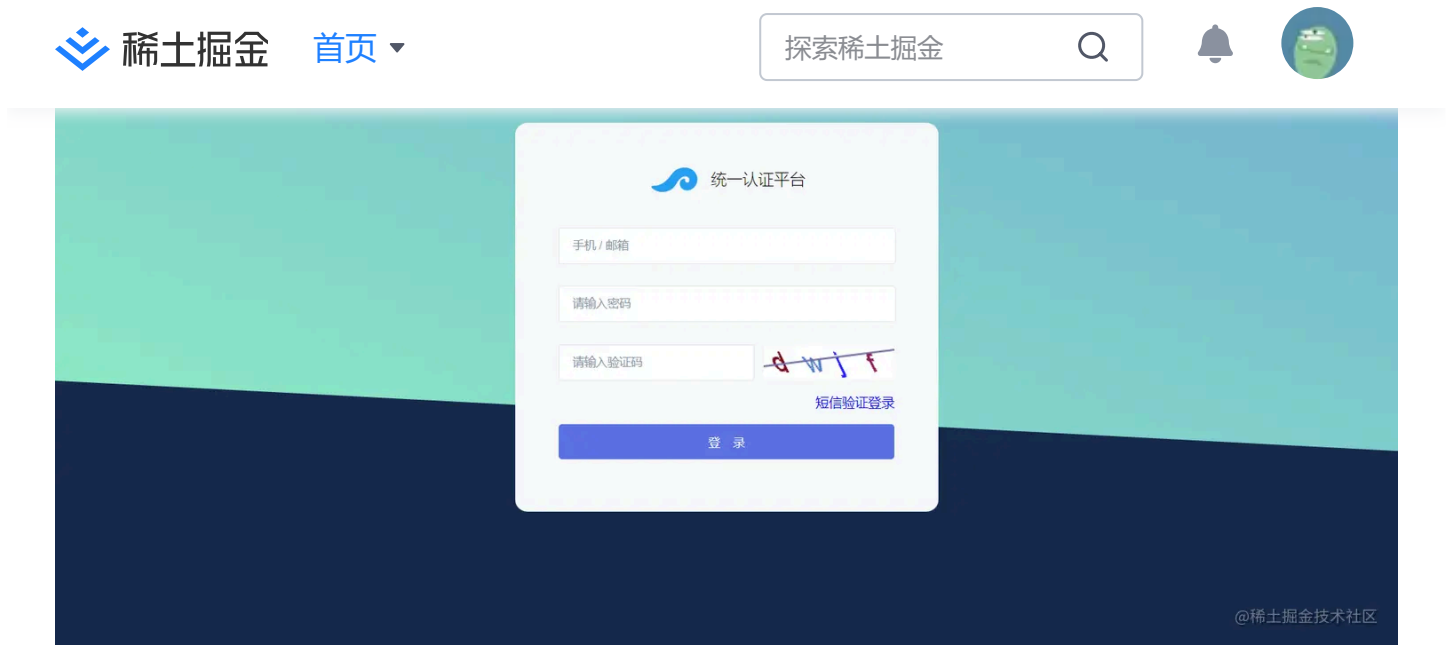 稀土掘金 首页 探索稀土掘金
统一认证平台
手机 / 邮箱
请输入密码
请输入验证码 dwjf
短信验证登录
登 录
@稀土掘金技术社区